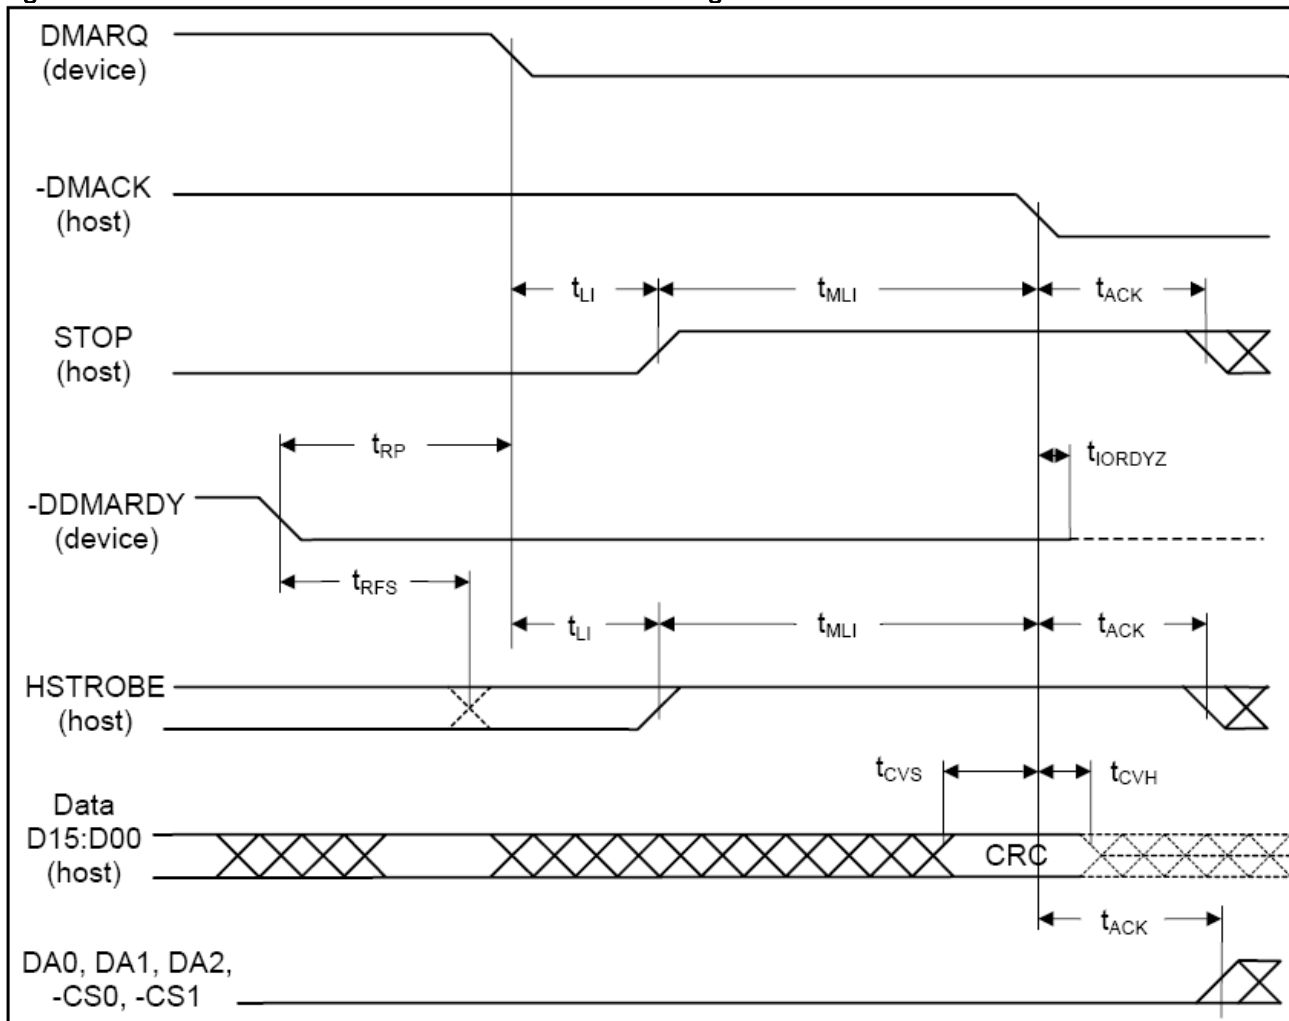 DMARQ
(device)
-DMACK
(host)
tLI
tMLI
tACK
STOP
(host)
tRP
tIORDYZ
-DDMARDY
(device)
tRFS
tLI
tMLI
tACK
HSTROBE
(host)
tCVS
tCVH
Data
D15:D00
(host)
CRC
tACK
DA0, DA1, DA2,
-CS0, -CS1